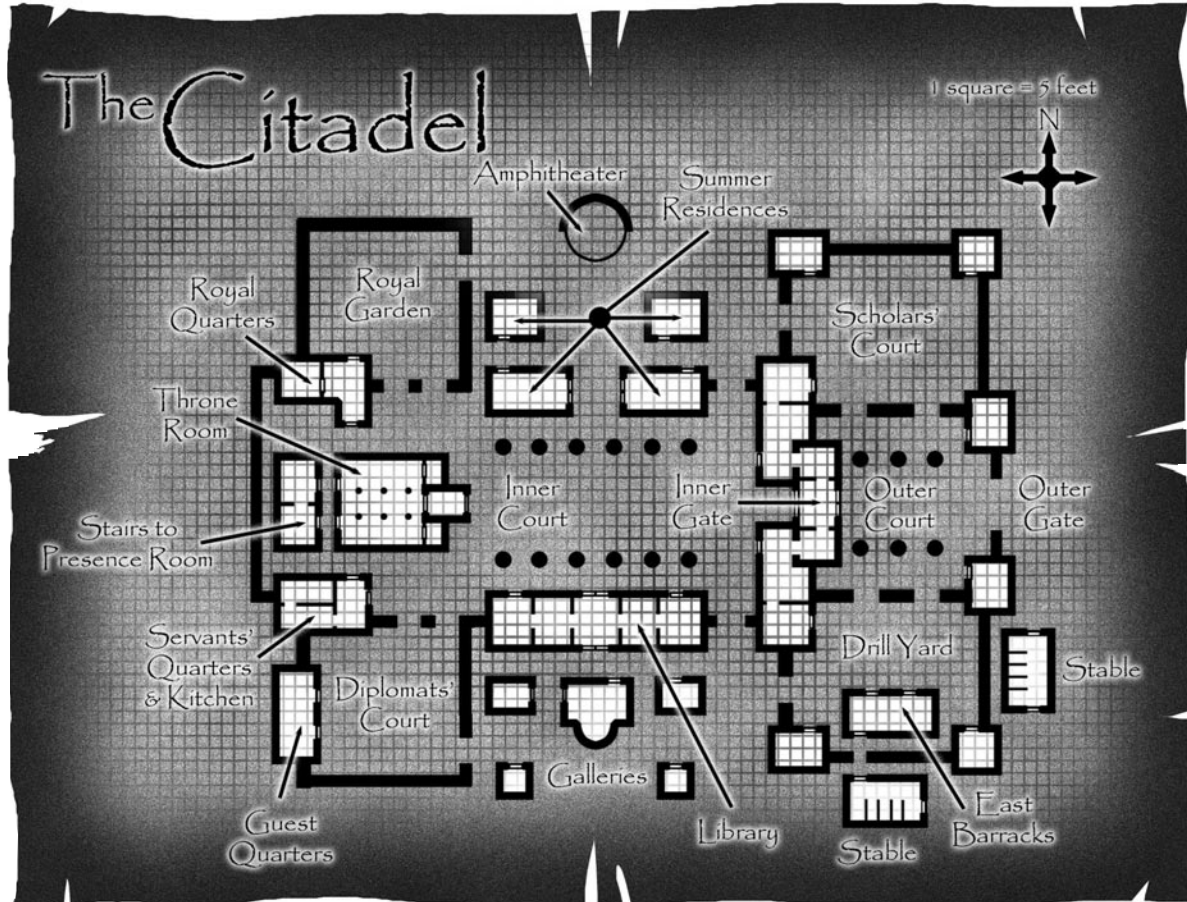 The Citadel
1 square = 5 feet
N
Amphitheater
Summer
Residences
Royal
Quarters
Royal
Garden
Scholars'
Court
Throne
Room
Inner
Court
Inner
Gate
Outer
Court
Outer
Gate
Stairs to
Presence Room
Servants'
Quarters
& Kitchen
Diplomats'
Court
Drill Yard
Stable
Galleries
Guest
Quarters
Library
East
Barracks
Stable